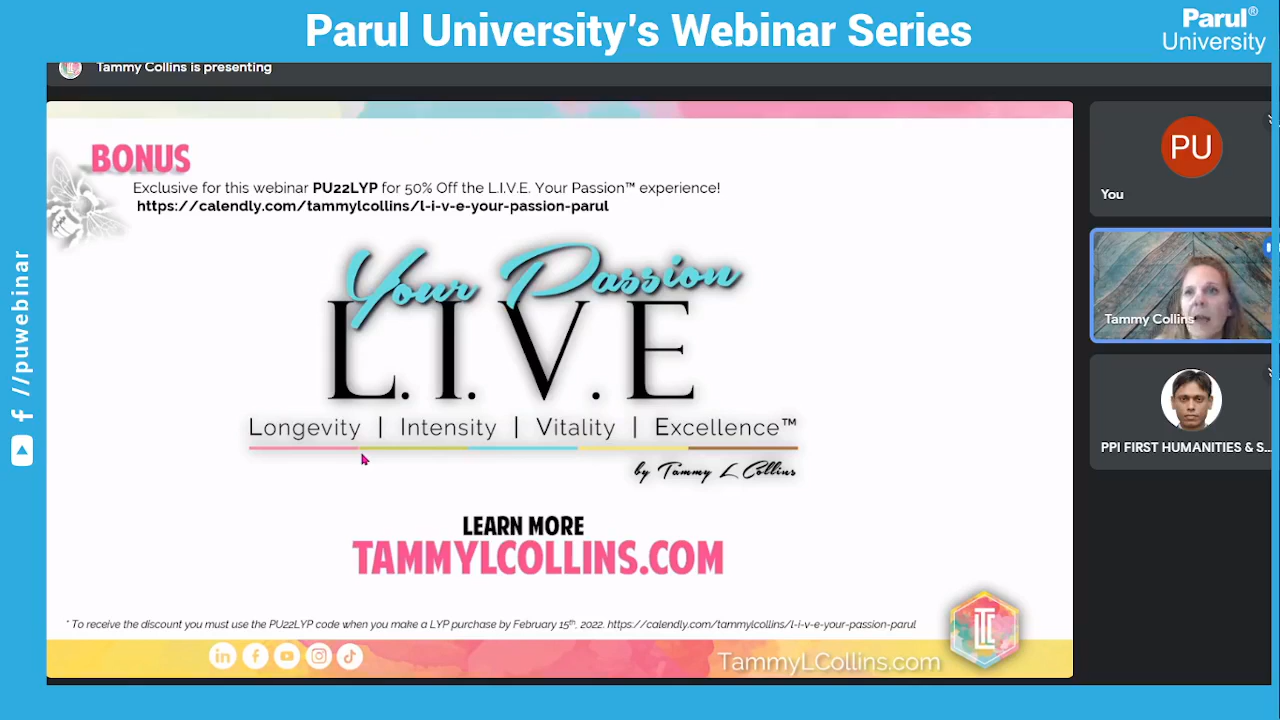 Parul University's Webinar Series
Parul®
University
Tammy Collins is presenting
BONUS
Exclusive for this webinar PU22LYP for 50% Off the L.I.V.E. Your Passion™ experience!
https://calendly.com/tammylcollins/l-i-v-e-your-passion-parul
Your Passion
L.I.V.E
Longevity | Intensity | Vitality | Excellence™
by Tammy L Collins
LEARN MORE
TAMMYLCOLLINS.COM
* To receive the discount you must use the PU22LYP code when you make a LYP purchase by February 15th, 2022. https://calendly.com/tammylcollins/l-i-v-e-your-passion-parul
TammyLCollins.com
TLC
PU
You
Tammy Collins
PPI FIRST HUMANITIES & S...
//puwebinar